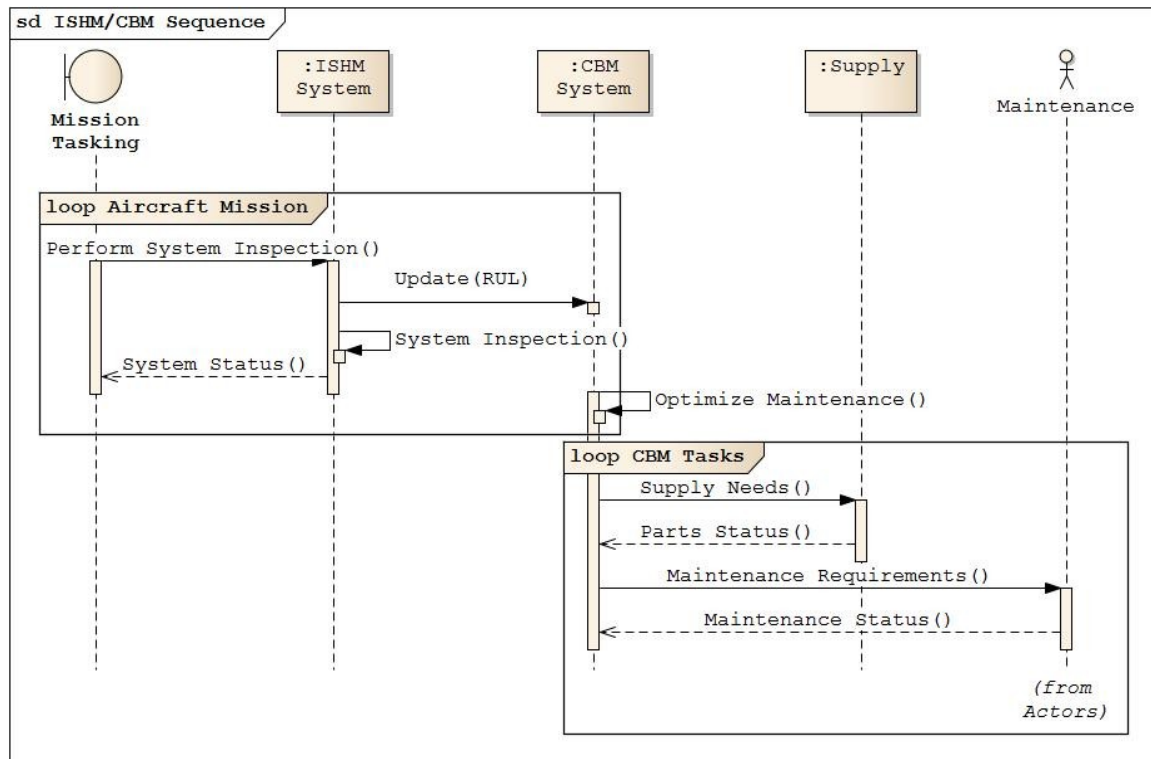 sd ISHM/CBM Sequence
:ISHM
System
:CBM
System
:Supply
Mission
Tasking
Maintenance
loop Aircraft Mission
Perform System Inspection()
Update(RUL)
System Inspection()
System Status()
Optimize Maintenance()
loop CBM Tasks
Supply Needs()
Parts Status()
Maintenance Requirements()
Maintenance Status()
(from
Actors)